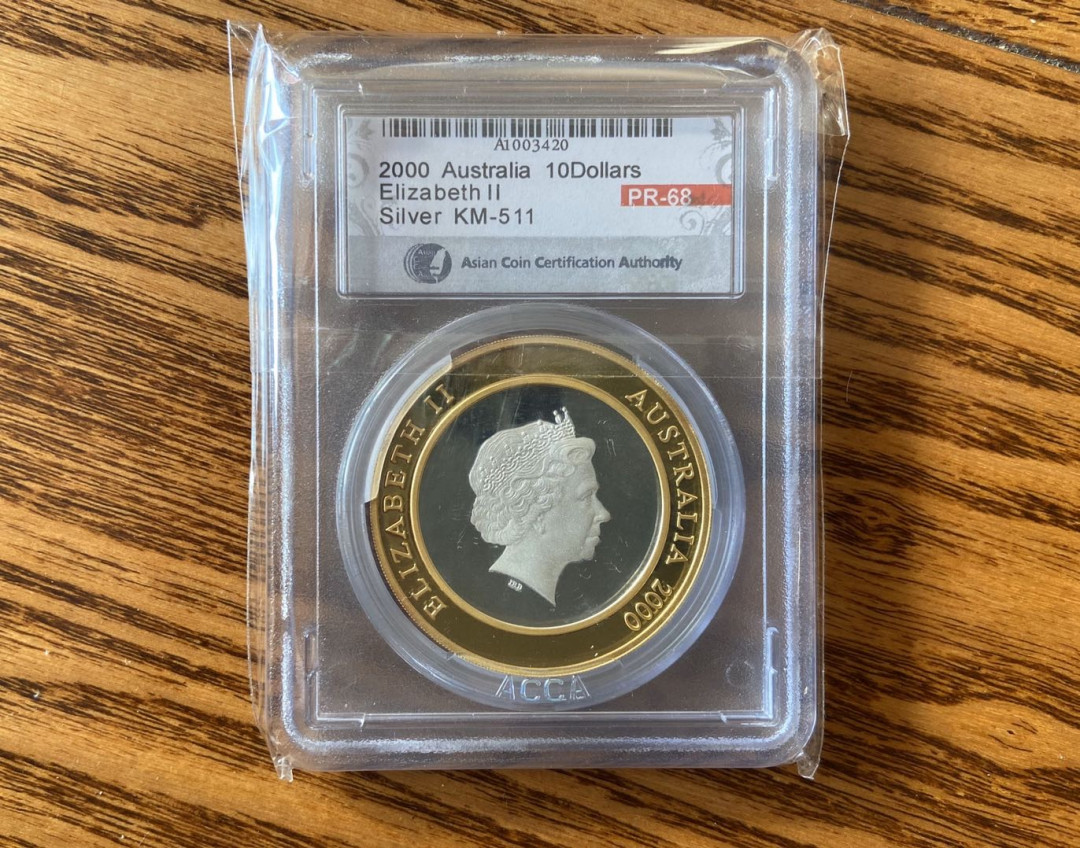 A1003420
2000 Australia 10Dollars
Elizabeth II
PR-68
Silver KM-511
Asian Coin Certification Authority
ELIZABETH II
AUSTRALIA 2000
IRB
ACCA